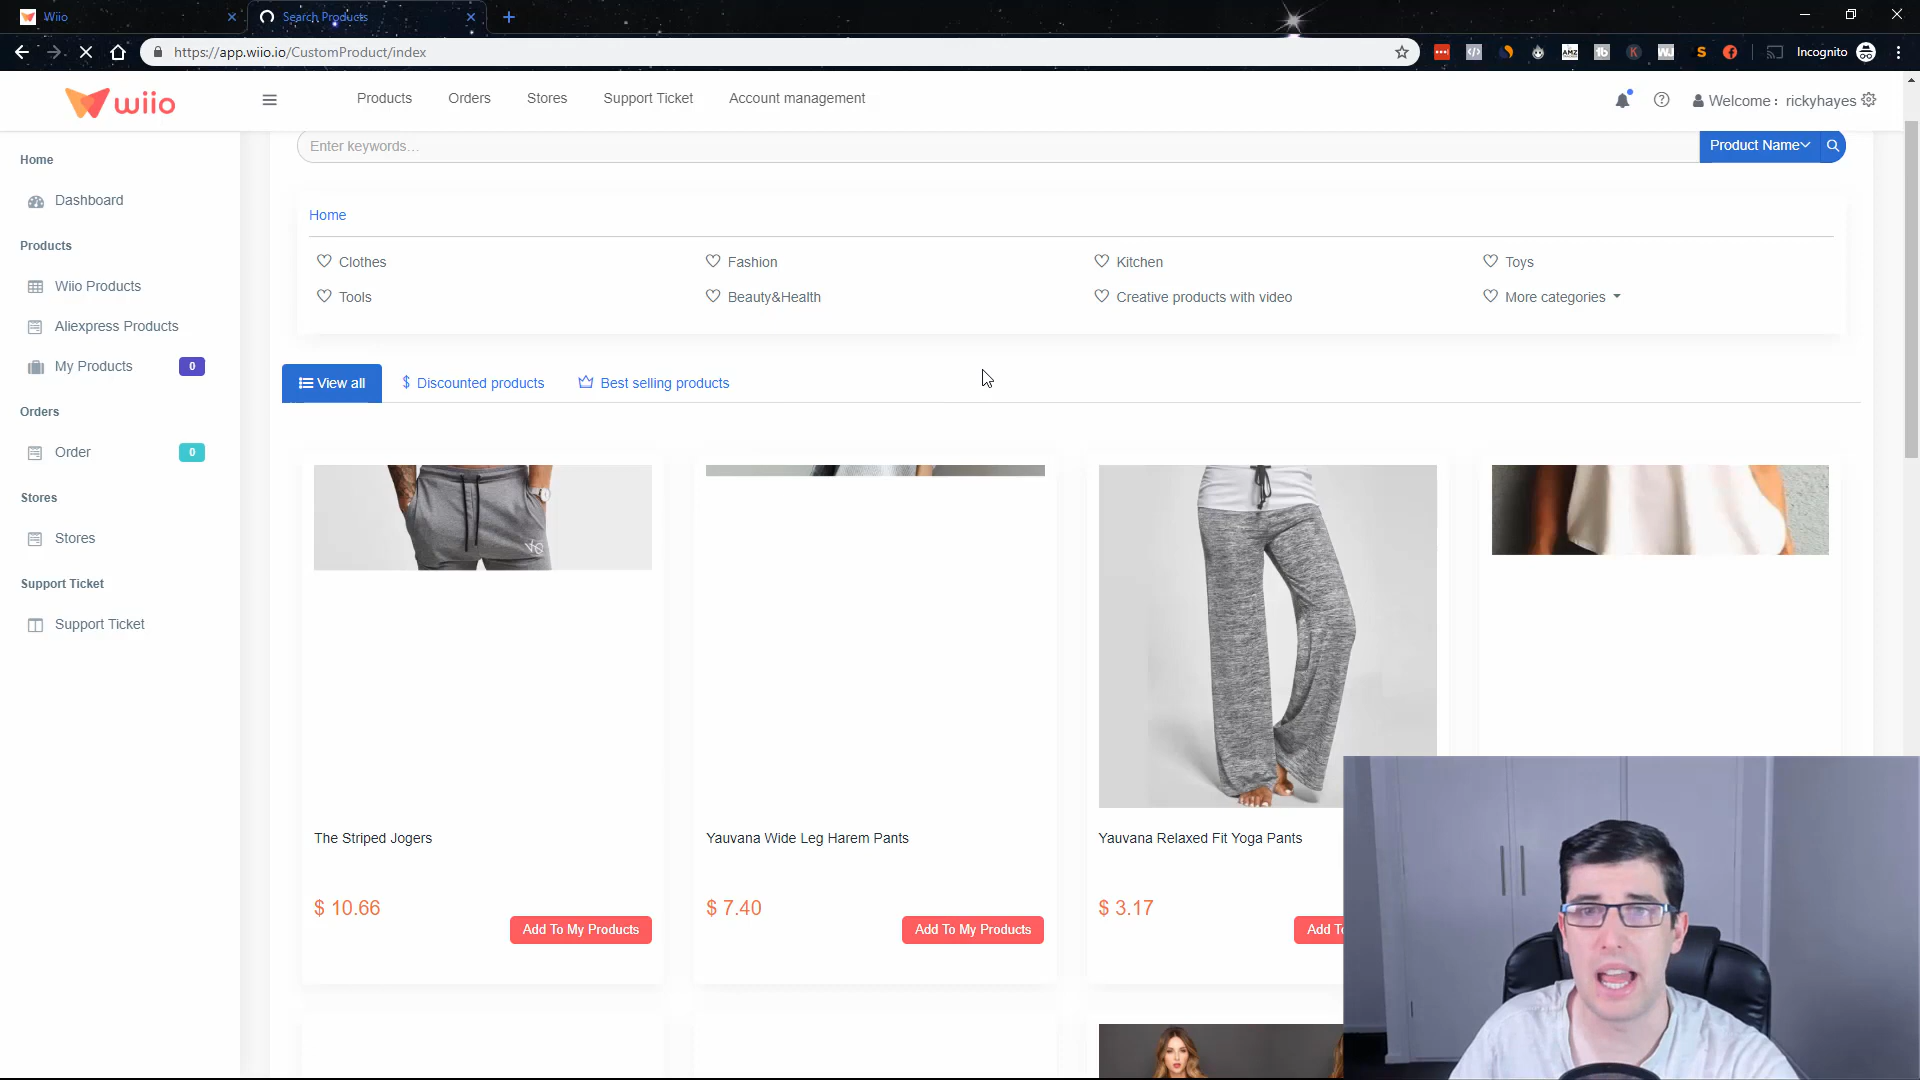 Wiio
Search Products
https://app.wiio.io/CustomProduct/index
Incognito
wiio
Products
Orders
Stores
Support Ticket
Account management
Welcome : rickyhayes
Enter keywords...
Product Name
Home
Dashboard
Products
Wiio Products
Aliexpress Products
My Products 0
Orders
Order 0
Stores
Stores
Support Ticket
Support Ticket
Home
Clothes
Fashion
Kitchen
Toys
Tools
Beauty&Health
Creative products with video
More categories
View all
$ Discounted products
Best selling products
The Striped Jogers
Yauvana Wide Leg Harem Pants
Yauvana Relaxed Fit Yoga Pants
$ 10.66
$ 7.40
$ 3.17
Add To My Products
Add To My Products
Add To